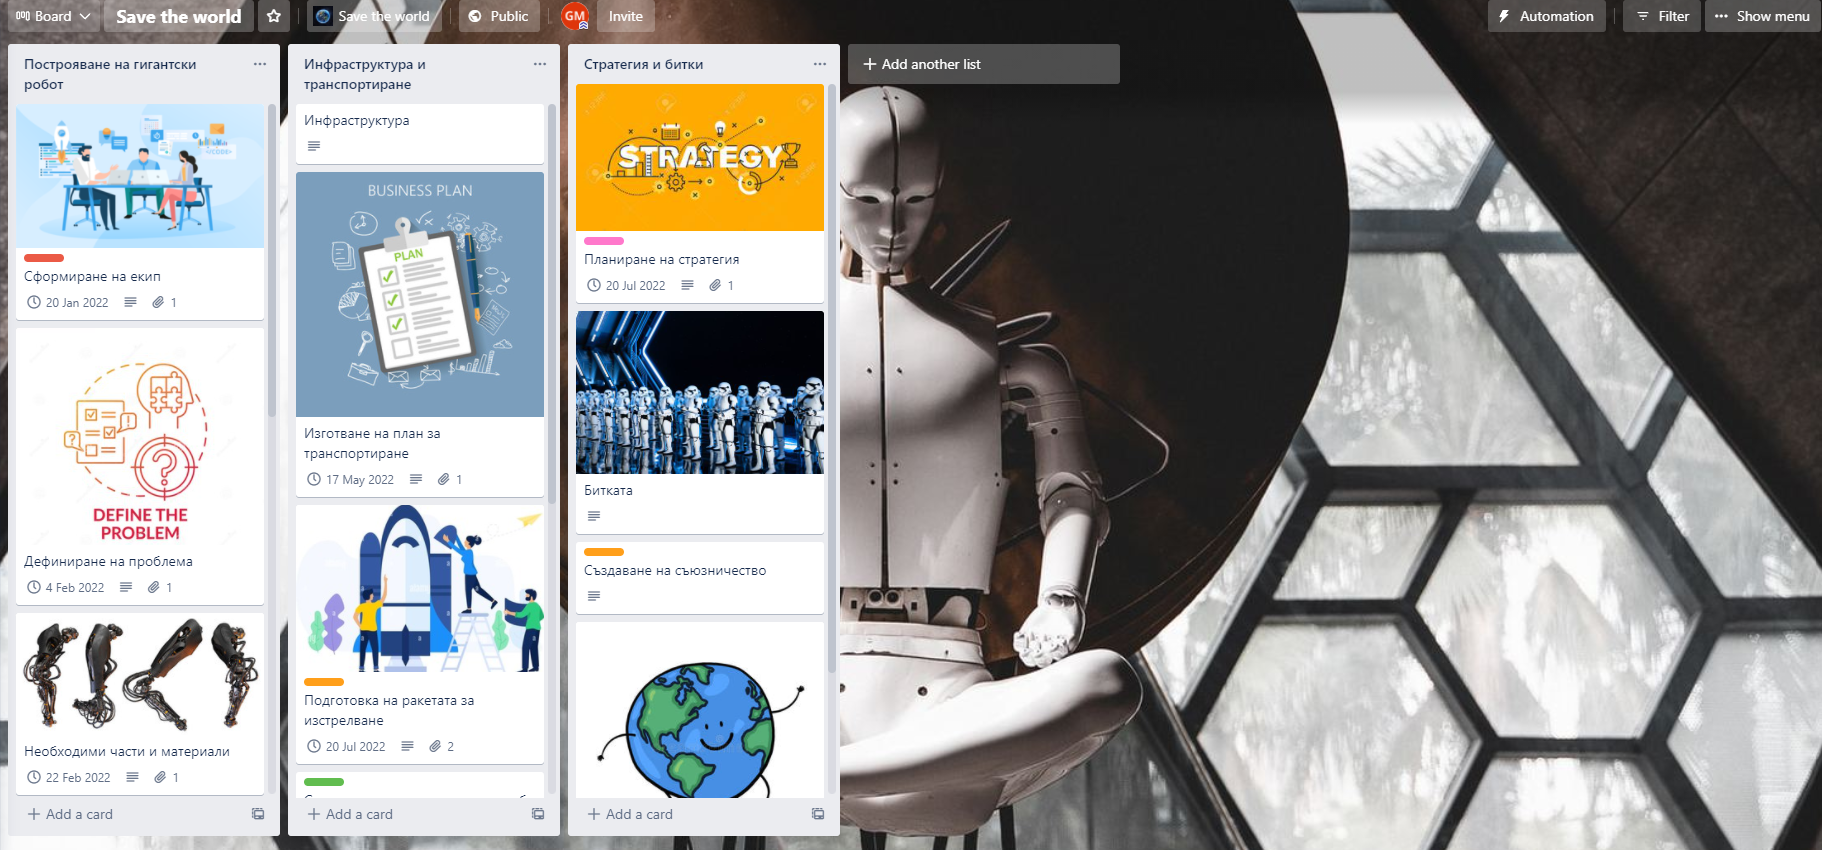 Board
Save the world
Save the world
Public
GM
Invite
Automation
Filter
Show menu
Построяване на гигантски
робот
Сформиране на екип
20 Jan 2022
1
DEFINE THE
PROBLEM
Дефиниране на проблема
4 Feb 2022
1
Необходими части и материали
22 Feb 2022
1
Add a card
Инфраструктура и
транспортиране
Инфраструктура
BUSINESS PLAN
PLAN
Изготване на план за
транспортиране
17 May 2022
1
Подготовка на ракетата за
изстрелване
20 Jul 2022
2
Add a card
Стратегия и битки
STRATEGY
Планиране на стратегия
20 Jul 2022
1
Битката
Създаване на съюзничество
Add a card
Add another list